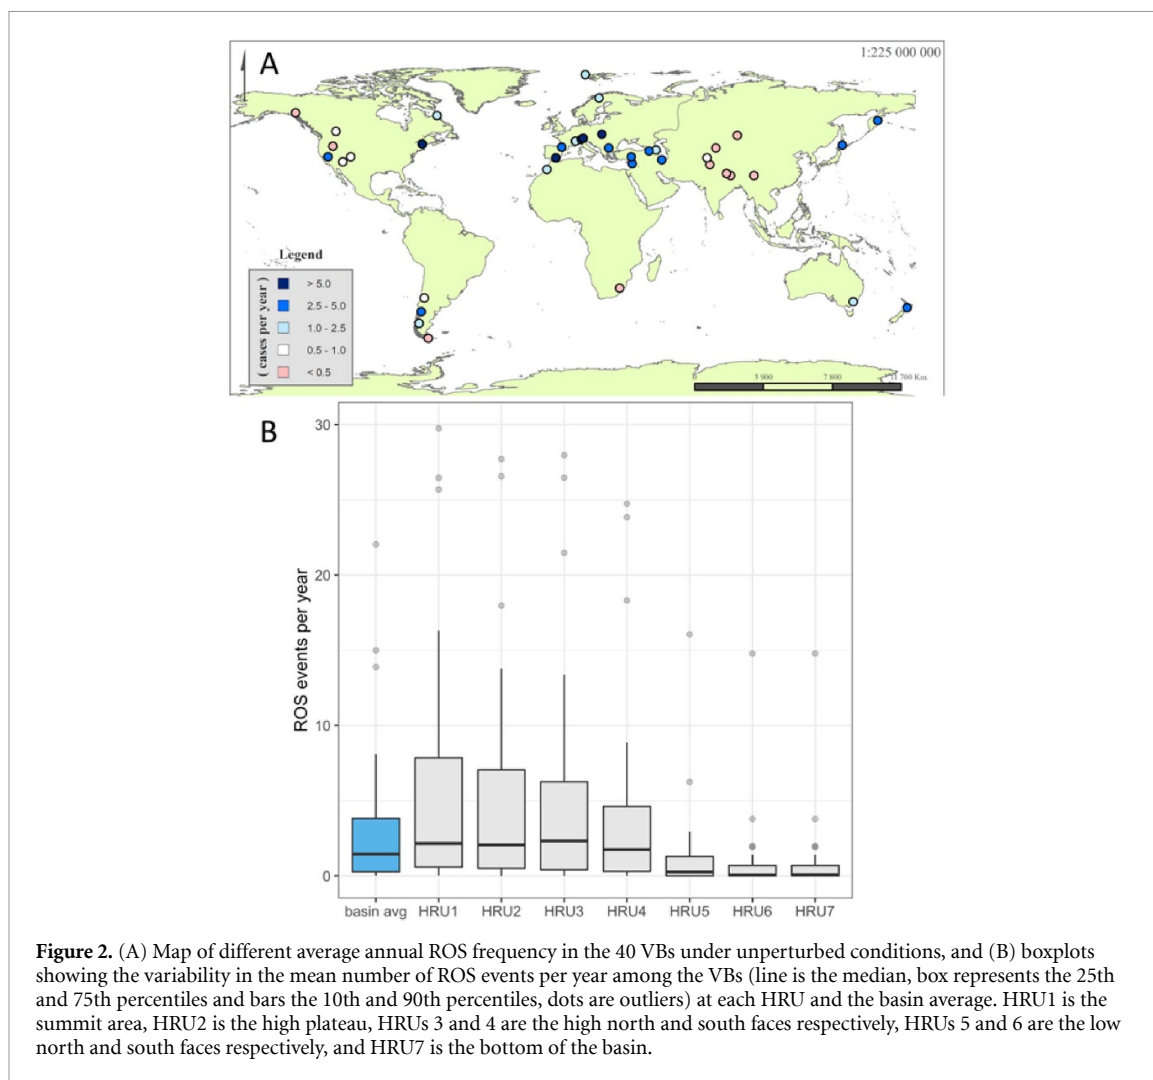 A
1:225 000 000
Legend
( cases per year )
> 5.0
2.5 - 5.0
1.0 - 2.5
0.5 - 1.0
< 0.5
0 3 900 7 800 11 700 Km
B
ROS events per year
30
20
10
0
basin avg HRU1 HRU2 HRU3 HRU4 HRU5 HRU6 HRU7
Figure 2. (A) Map of different average annual ROS frequency in the 40 VBs under unperturbed conditions, and (B) boxplots
showing the variability in the mean number of ROS events per year among the VBs (line is the median, box represents the 25th
and 75th percentiles and bars the 10th and 90th percentiles, dots are outliers) at each HRU and the basin average. HRU1 is the
summit area, HRU2 is the high plateau, HRUs 3 and 4 are the high north and south faces respectively, HRUs 5 and 6 are the low
north and south faces respectively, and HRU7 is the bottom of the basin.